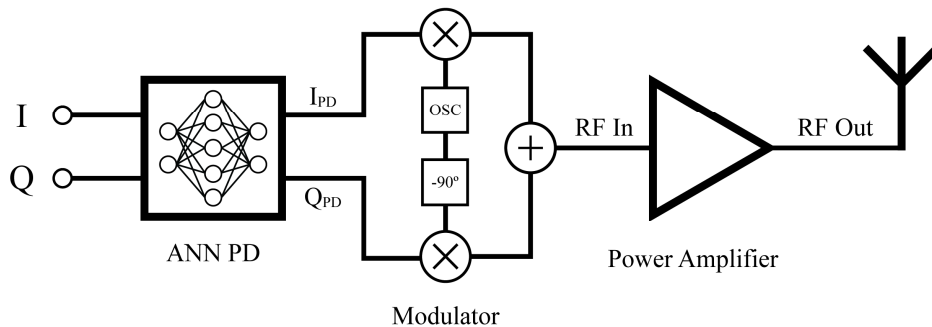 I
Q
ANN PD
I_PD
Q_PD
OSC
-90º
Modulator
RF In
Power Amplifier
RF Out